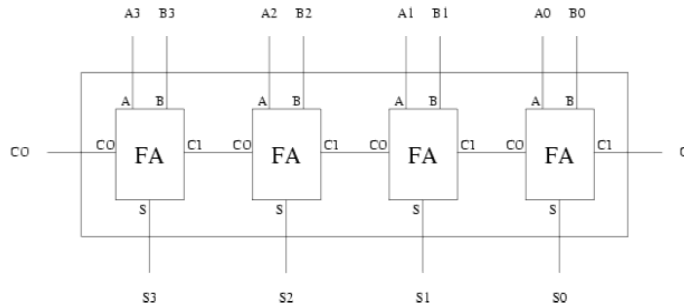 A3 B3 A2 B2 A1 B1 A0 B0
A B A B A B A B
CO CO FA C1 CO FA C1 CO FA C1 CO FA C1
S S S S
S3 S2 S1 S0